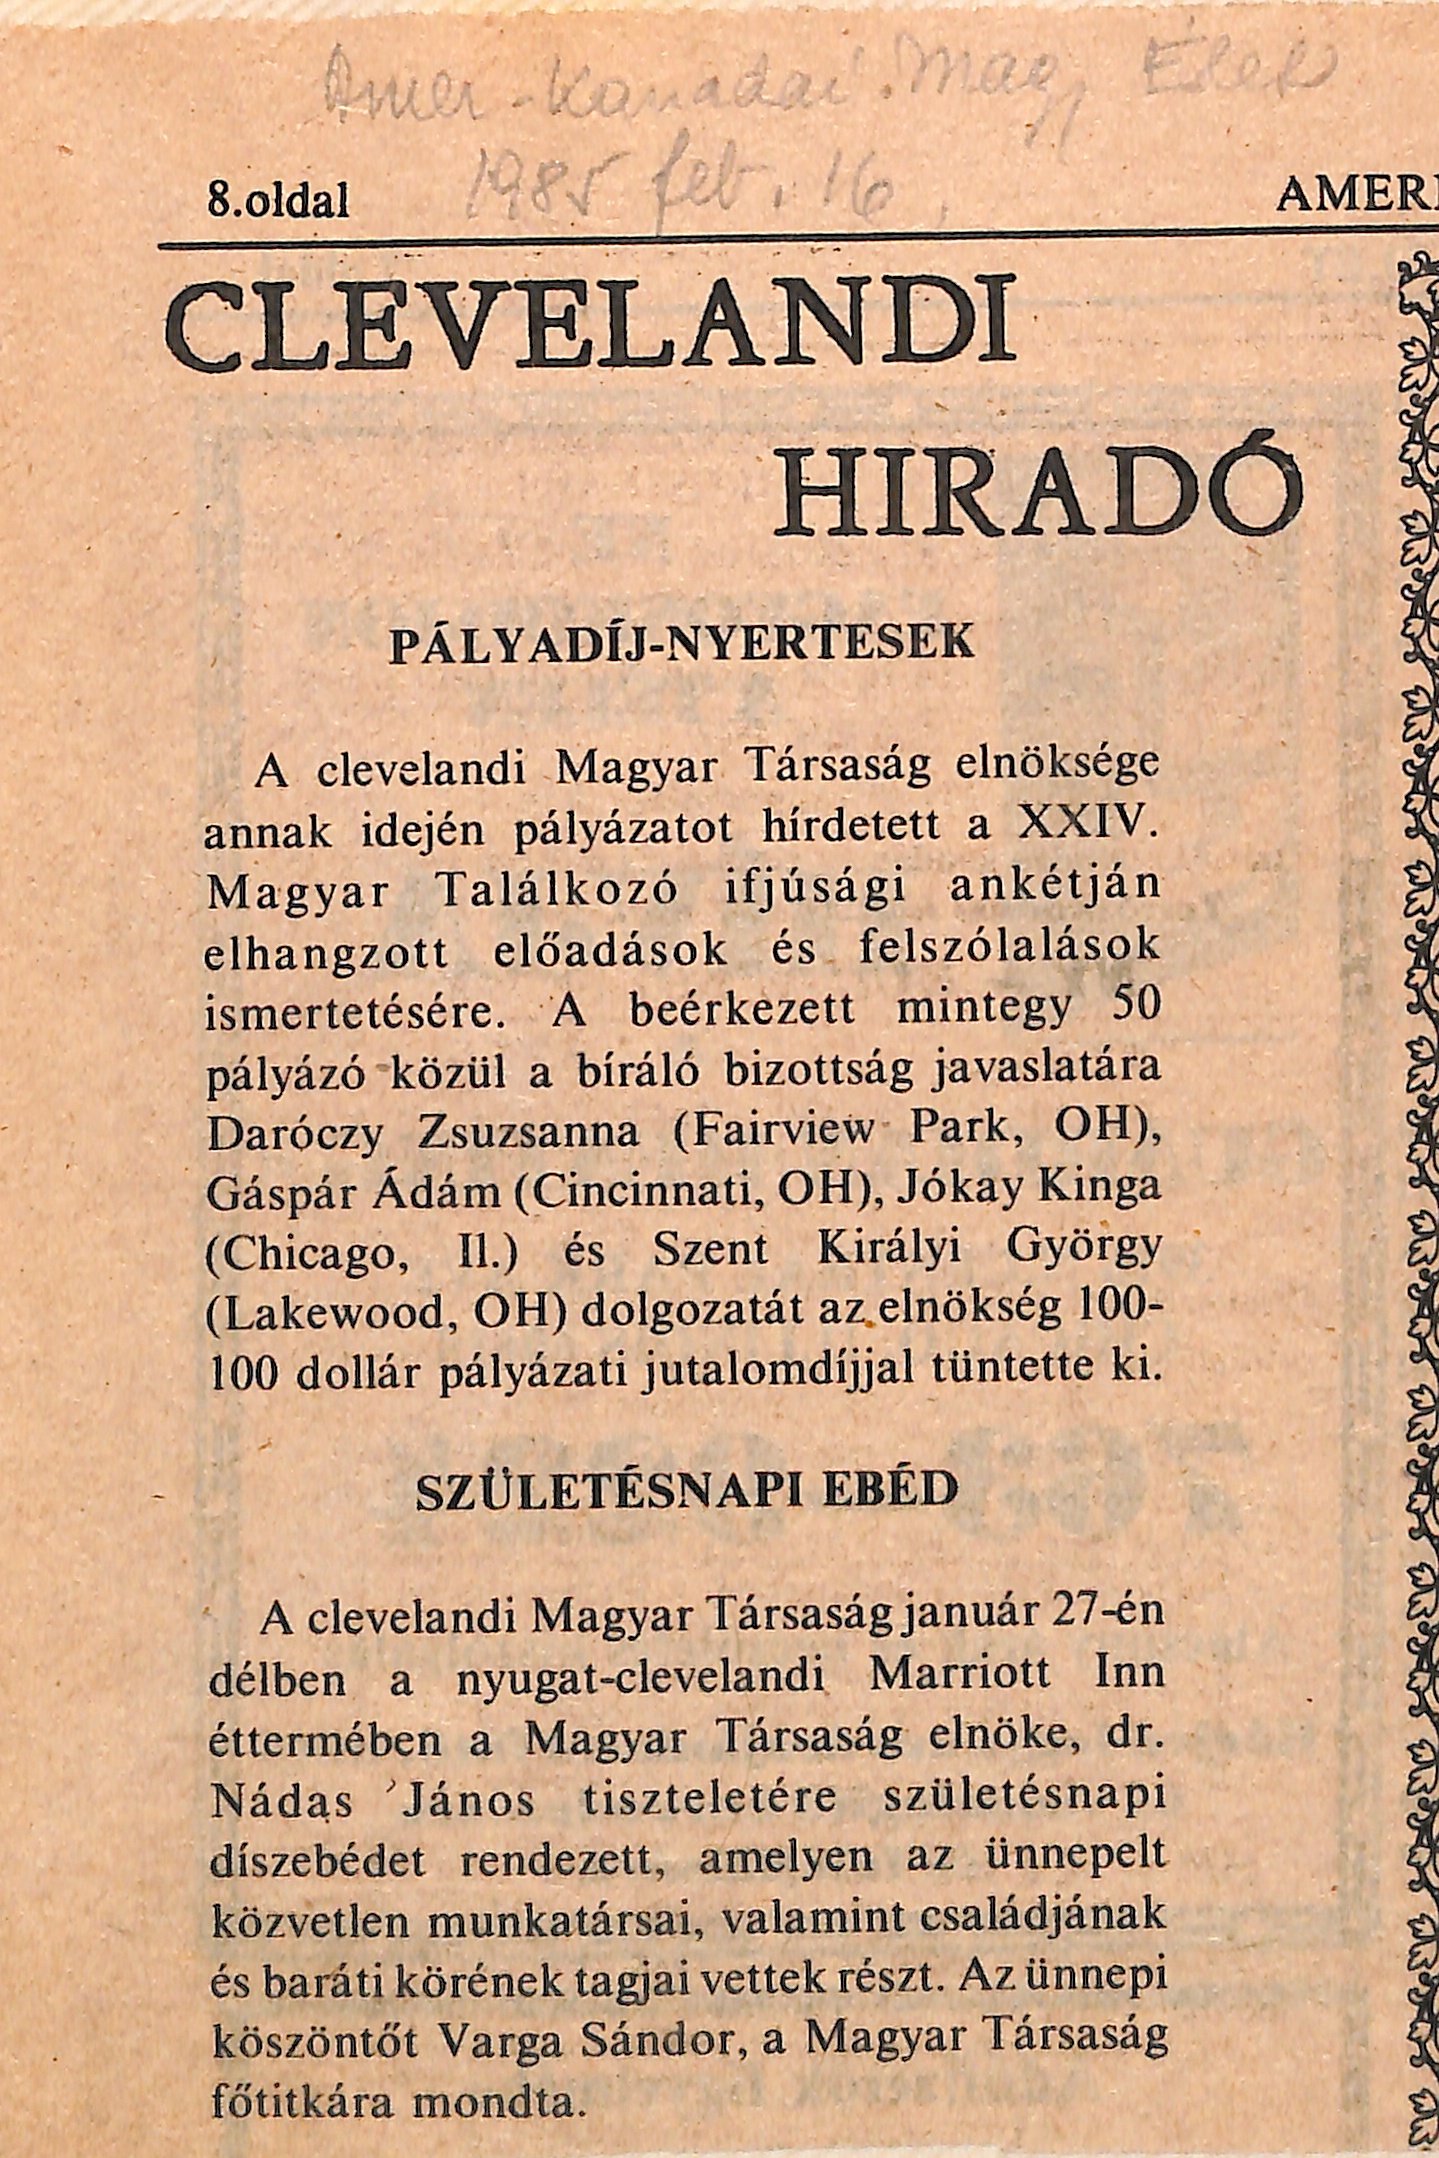 Amer-Kanadai Mag, Élet
1985 feb. 16,
8.oldal
AMERI
CLEVELANDI
HIRADÓ
PÁLYADÍJ-NYERTESEK
A clevelandi Magyar Társaság elnöksége
annak idején pályázatot hírdetett a XXIV.
Magyar Találkozó ifjúsági ankétján
elhangzott előadások és felszólalások
ismertetésére. A beérkezett mintegy 50
pályázó közül a bíráló bizottság javaslatára
Daróczy Zsuzsanna (Fairview Park, OH),
Gáspár Ádám (Cincinnati, OH), Jókay Kinga
(Chicago, Il.) és Szent Királyi György
(Lakewood, OH) dolgozatát az elnökség 100-
100 dollár pályázati jutalomdíjjal tüntette ki.
SZÜLETÉSNAPI EBÉD
A clevelandi Magyar Társaság január 27-én
délben a nyugat-clevelandi Marriott Inn
éttermében a Magyar Társaság elnöke, dr.
Nádas János tiszteletére születésnapi
díszebédet rendezett, amelyen az ünnepelt
közvetlen munkatársai, valamint családjának
és baráti körének tagjai vettek részt. Az ünnepi
köszöntőt Varga Sándor, a Magyar Társaság
főtitkára mondta.